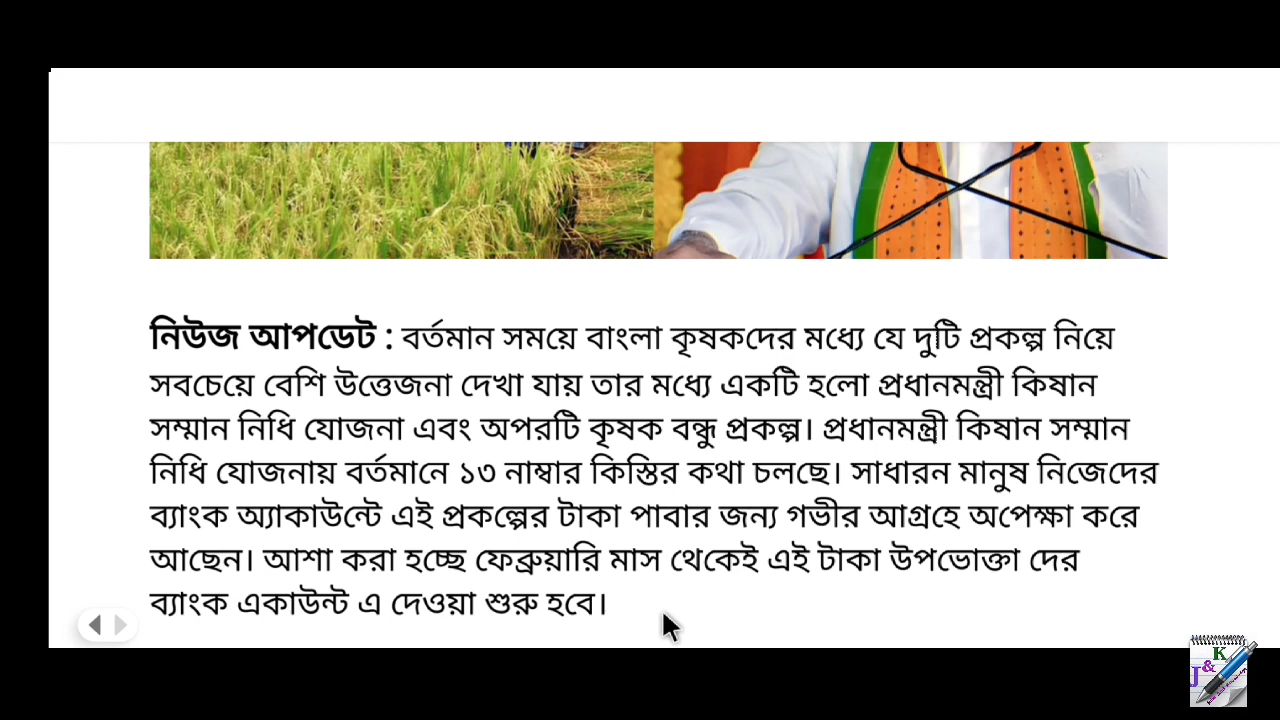 নিউজ আপডেট : বর্তমান সময়ে বাংলা কৃষকদের মধ্যে যে দুটি প্রকল্প নিয়ে
সবচেয়ে বেশি উত্তেজনা দেখা যায় তার মধ্যে একটি হলো প্রধানমন্ত্রী কিষান
সম্মান নিধি যোজনা এবং অপরটি কৃষক বন্ধু প্রকল্প। প্রধানমন্ত্রী কিষান সম্মান
নিধি যোজনায় বর্তমানে ১৩ নাম্বার কিস্তির কথা চলছে। সাধারন মানুষ নিজেদের
ব্যাংক অ্যাকাউন্টে এই প্রকল্পের টাকা পাবার জন্য গভীর আগ্রহে অপেক্ষা করে
আছেন। আশা করা হচ্ছে ফেব্রুয়ারি মাস থেকেই এই টাকা উপভোক্তা দের
ব্যাংক একাউন্ট এ দেওয়া শুরু হবে।
J&K